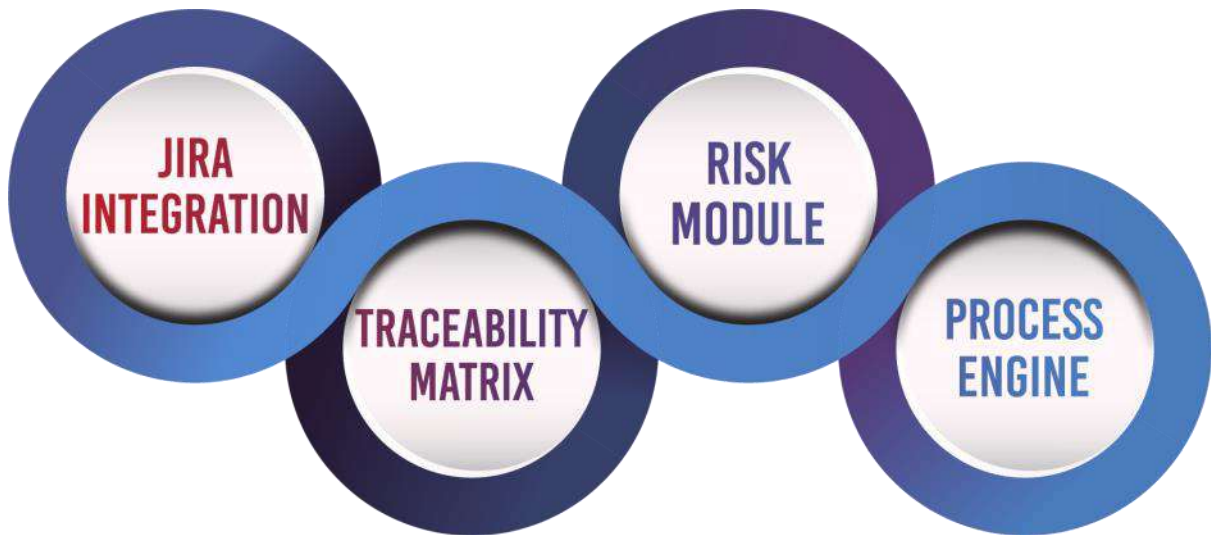 JIRA
INTEGRATION
TRACEABILITY
MATRIX
RISK
MODULE
PROCESS
ENGINE